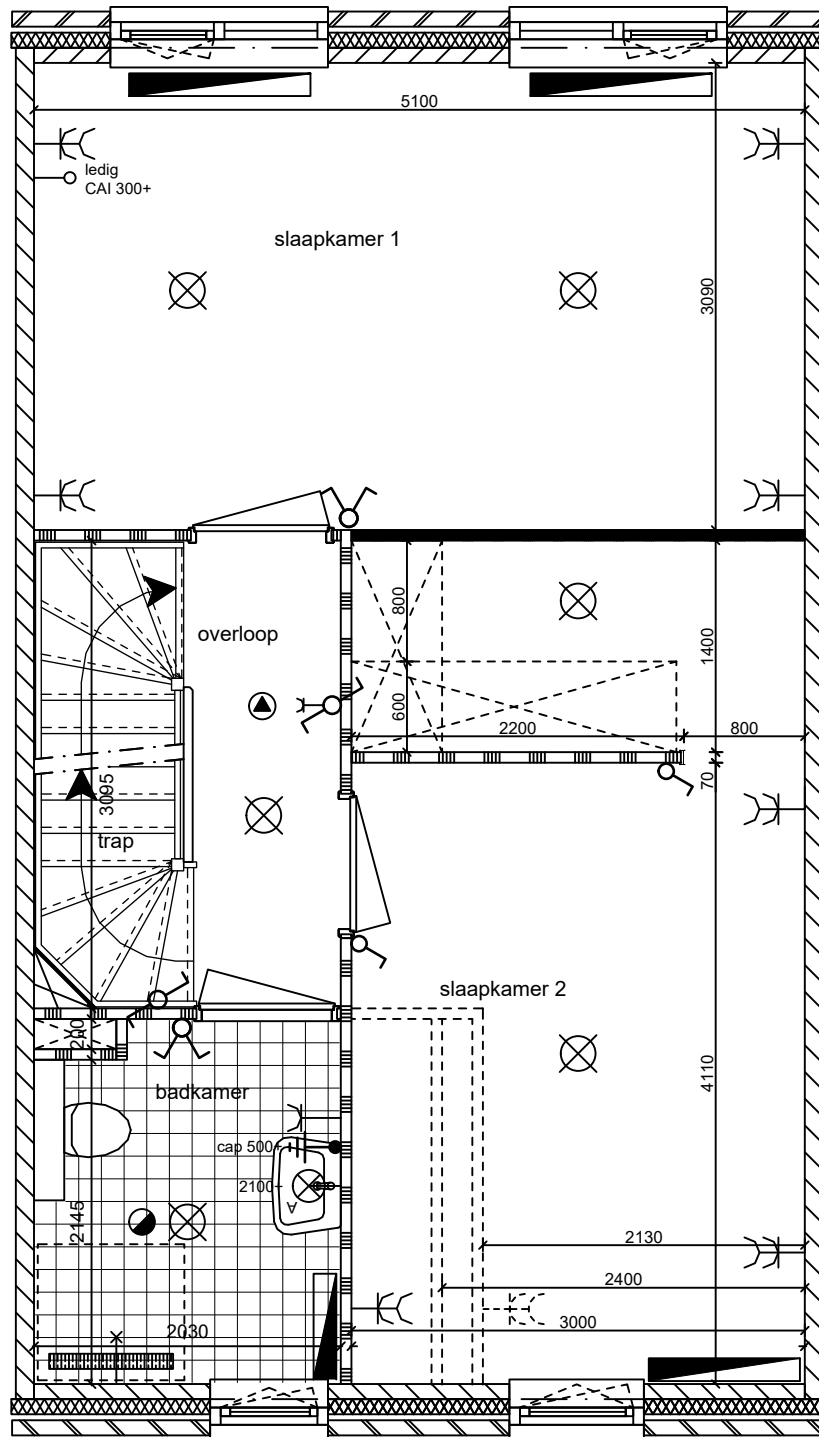 5100
ledig
CAI 300+
slaapkamer 1
3090
overloop
800
1400
600
2200
800
70
3095
trap
slaapkamer 2
200
badkamer
cap 500+
2100+
A
4110
2145
2130
2400
2030
3000